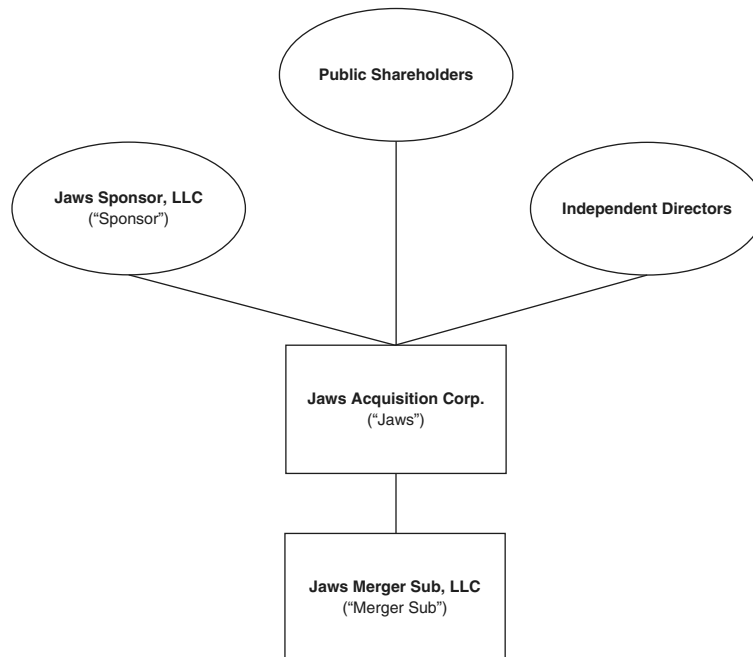 Public Shareholders
Jaws Sponsor, LLC
(“Sponsor”)
Independent Directors
Jaws Acquisition Corp.
(“Jaws”)
Jaws Merger Sub, LLC
(“Merger Sub”)